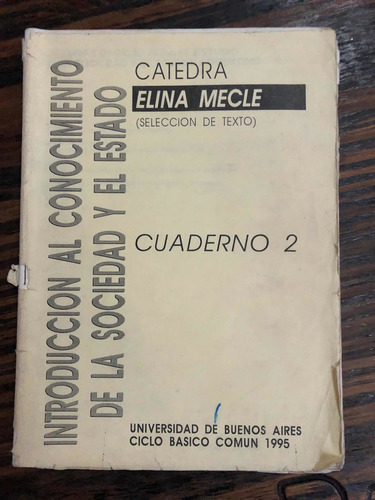 INTRODUCCION AL CONOCIMIENTO
DE LA SOCIEDAD Y EL ESTADO
CATEDRA
ELINA MECLE
(SELECCION DE TEXTO)
CUADERNO 2
UNIVERSIDAD DE BUENOS AIRES
CICLO BASICO COMUN 1995